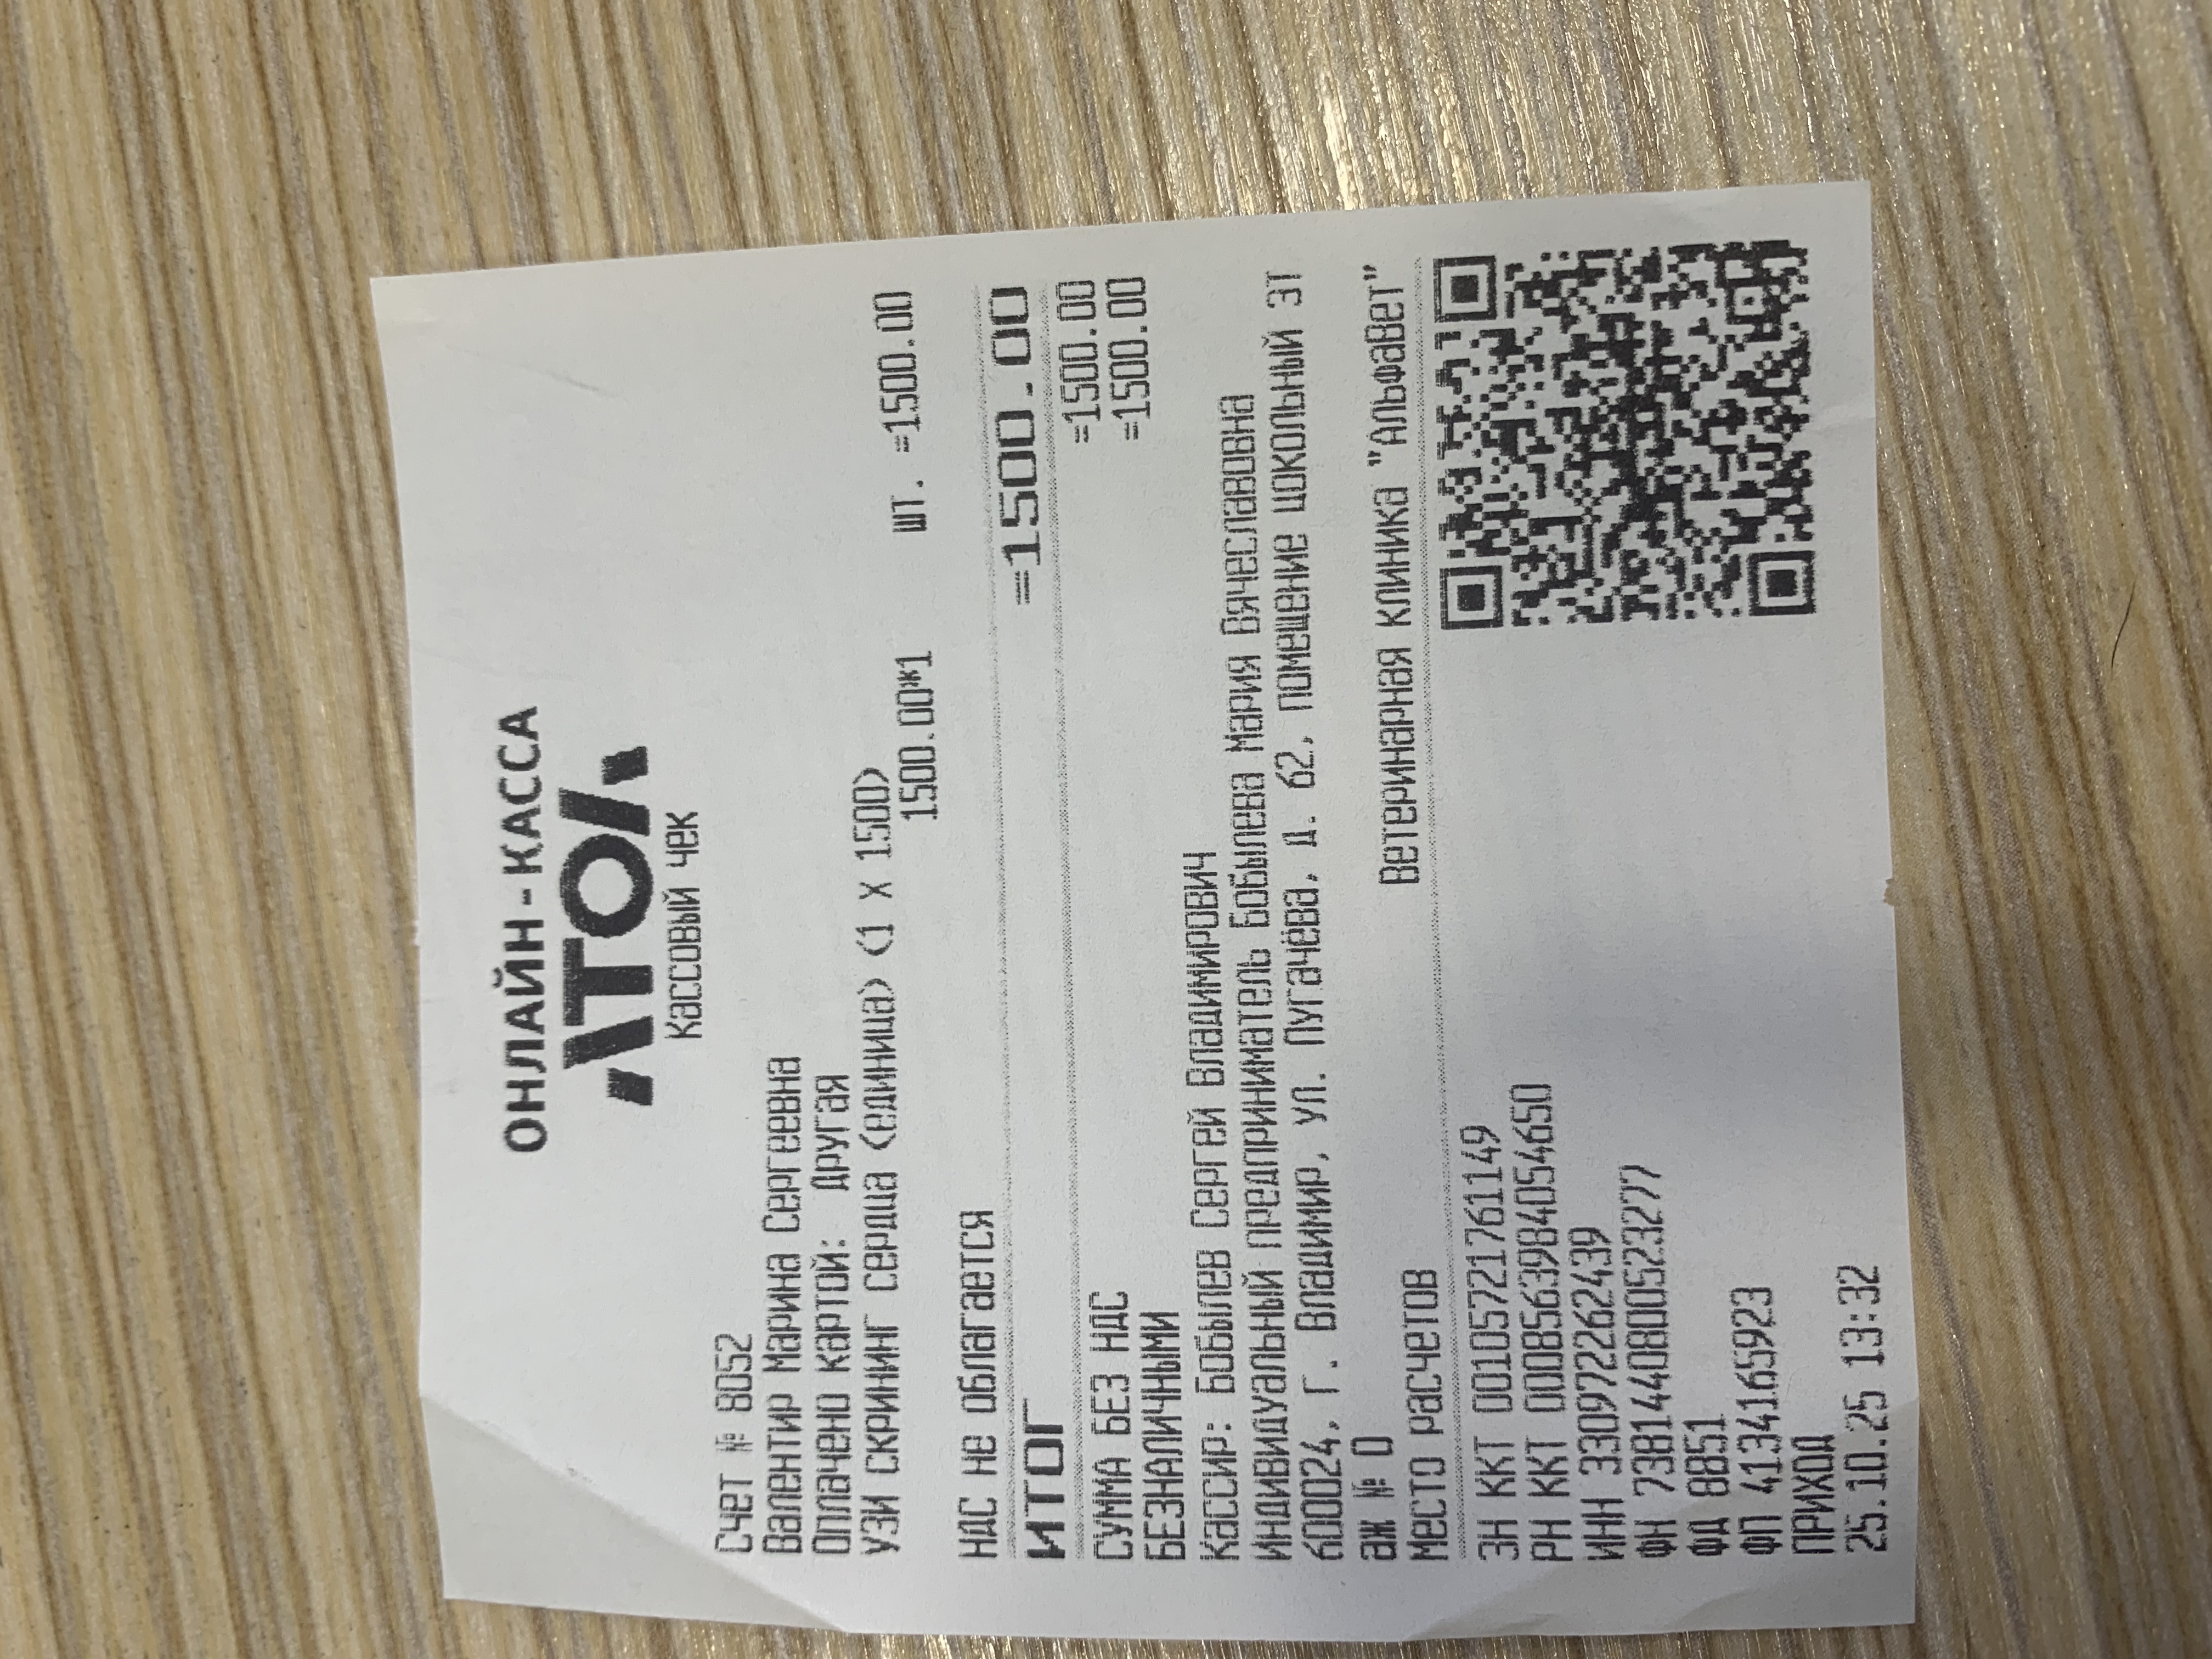 ОНЛАЙН-КАССА
АТОЛ
Кассовый чек
Счет № 8052
Валентир Марина Сергеевна
Оплачено картой: Другая
УЗИ скрининг сердца <единица> <1 X 1500>
1500.00*1 шт. =1500.00
НДС не облагается
ИТОГ =1500.00
СУММА БЕЗ НДС =1500.00
БЕЗНАЛИЧНЫМИ =1500.00
Кассир: Бобылев Сергей Владимирович
Индивидуальный предприниматель Бобылева Мария Вячеславовна
600024, Г. Владимир, ул. Пугачёва, д. 62, помещение цокольный эт
аж № 0
Место расчетов Ветеринарная клиника "АльфаВет"
ЗН ККТ 00105721761149
РН ККТ 0008563984054650
ИНН 330972262439
ФН 7381440800523277
ФД 8851
ФП 4134165923
ПРИХОД
25.10.25 13:32